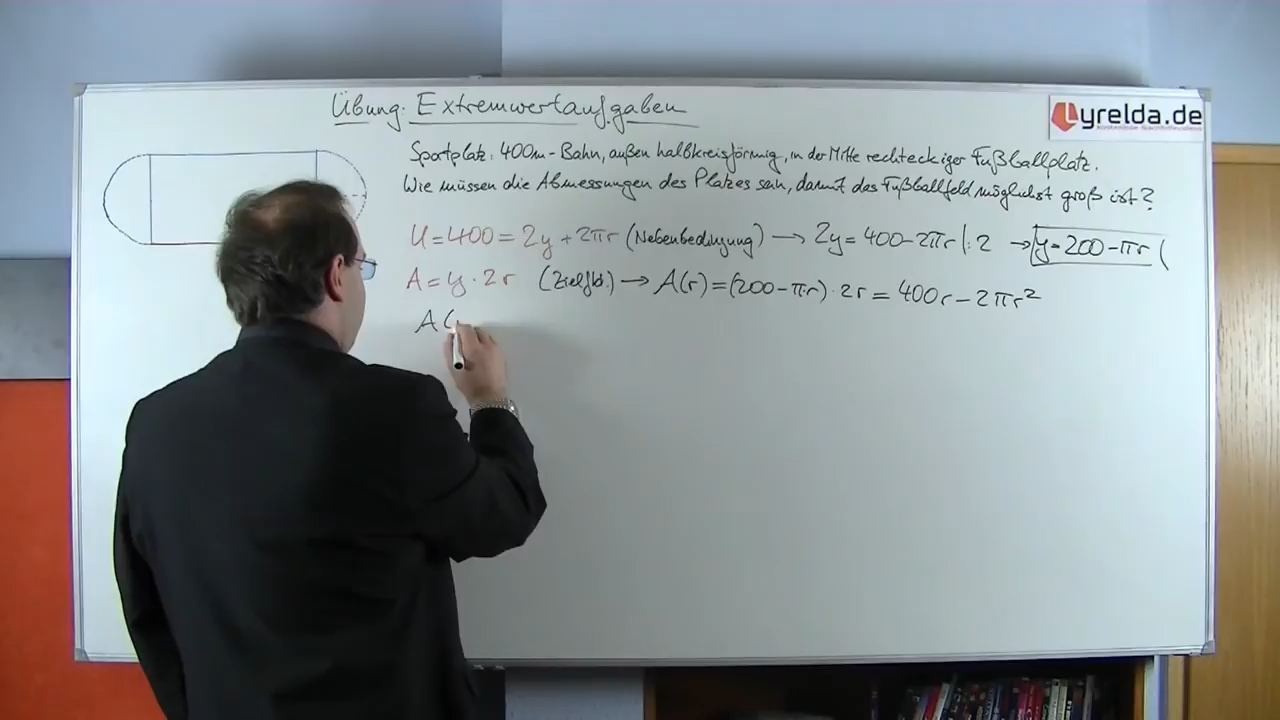 Übung: Extremwertaufgaben
Lyrelda.de
Sportplatz: 400m-Bahn, außen halbkreisförmig, in der Mitte rechteckiger Fußballplatz.
Wie müssen die Abmessungen des Platzes sein, damit das Fußballfeld möglichst groß ist?
U=400=2y+2πr (Nebenbedingung) → 2y=400-2πr |:2 → y=200-πr (
A=y·2r (Zielfkt.) → A(r)=(200-πr)·2r=400r-2πr²
A(